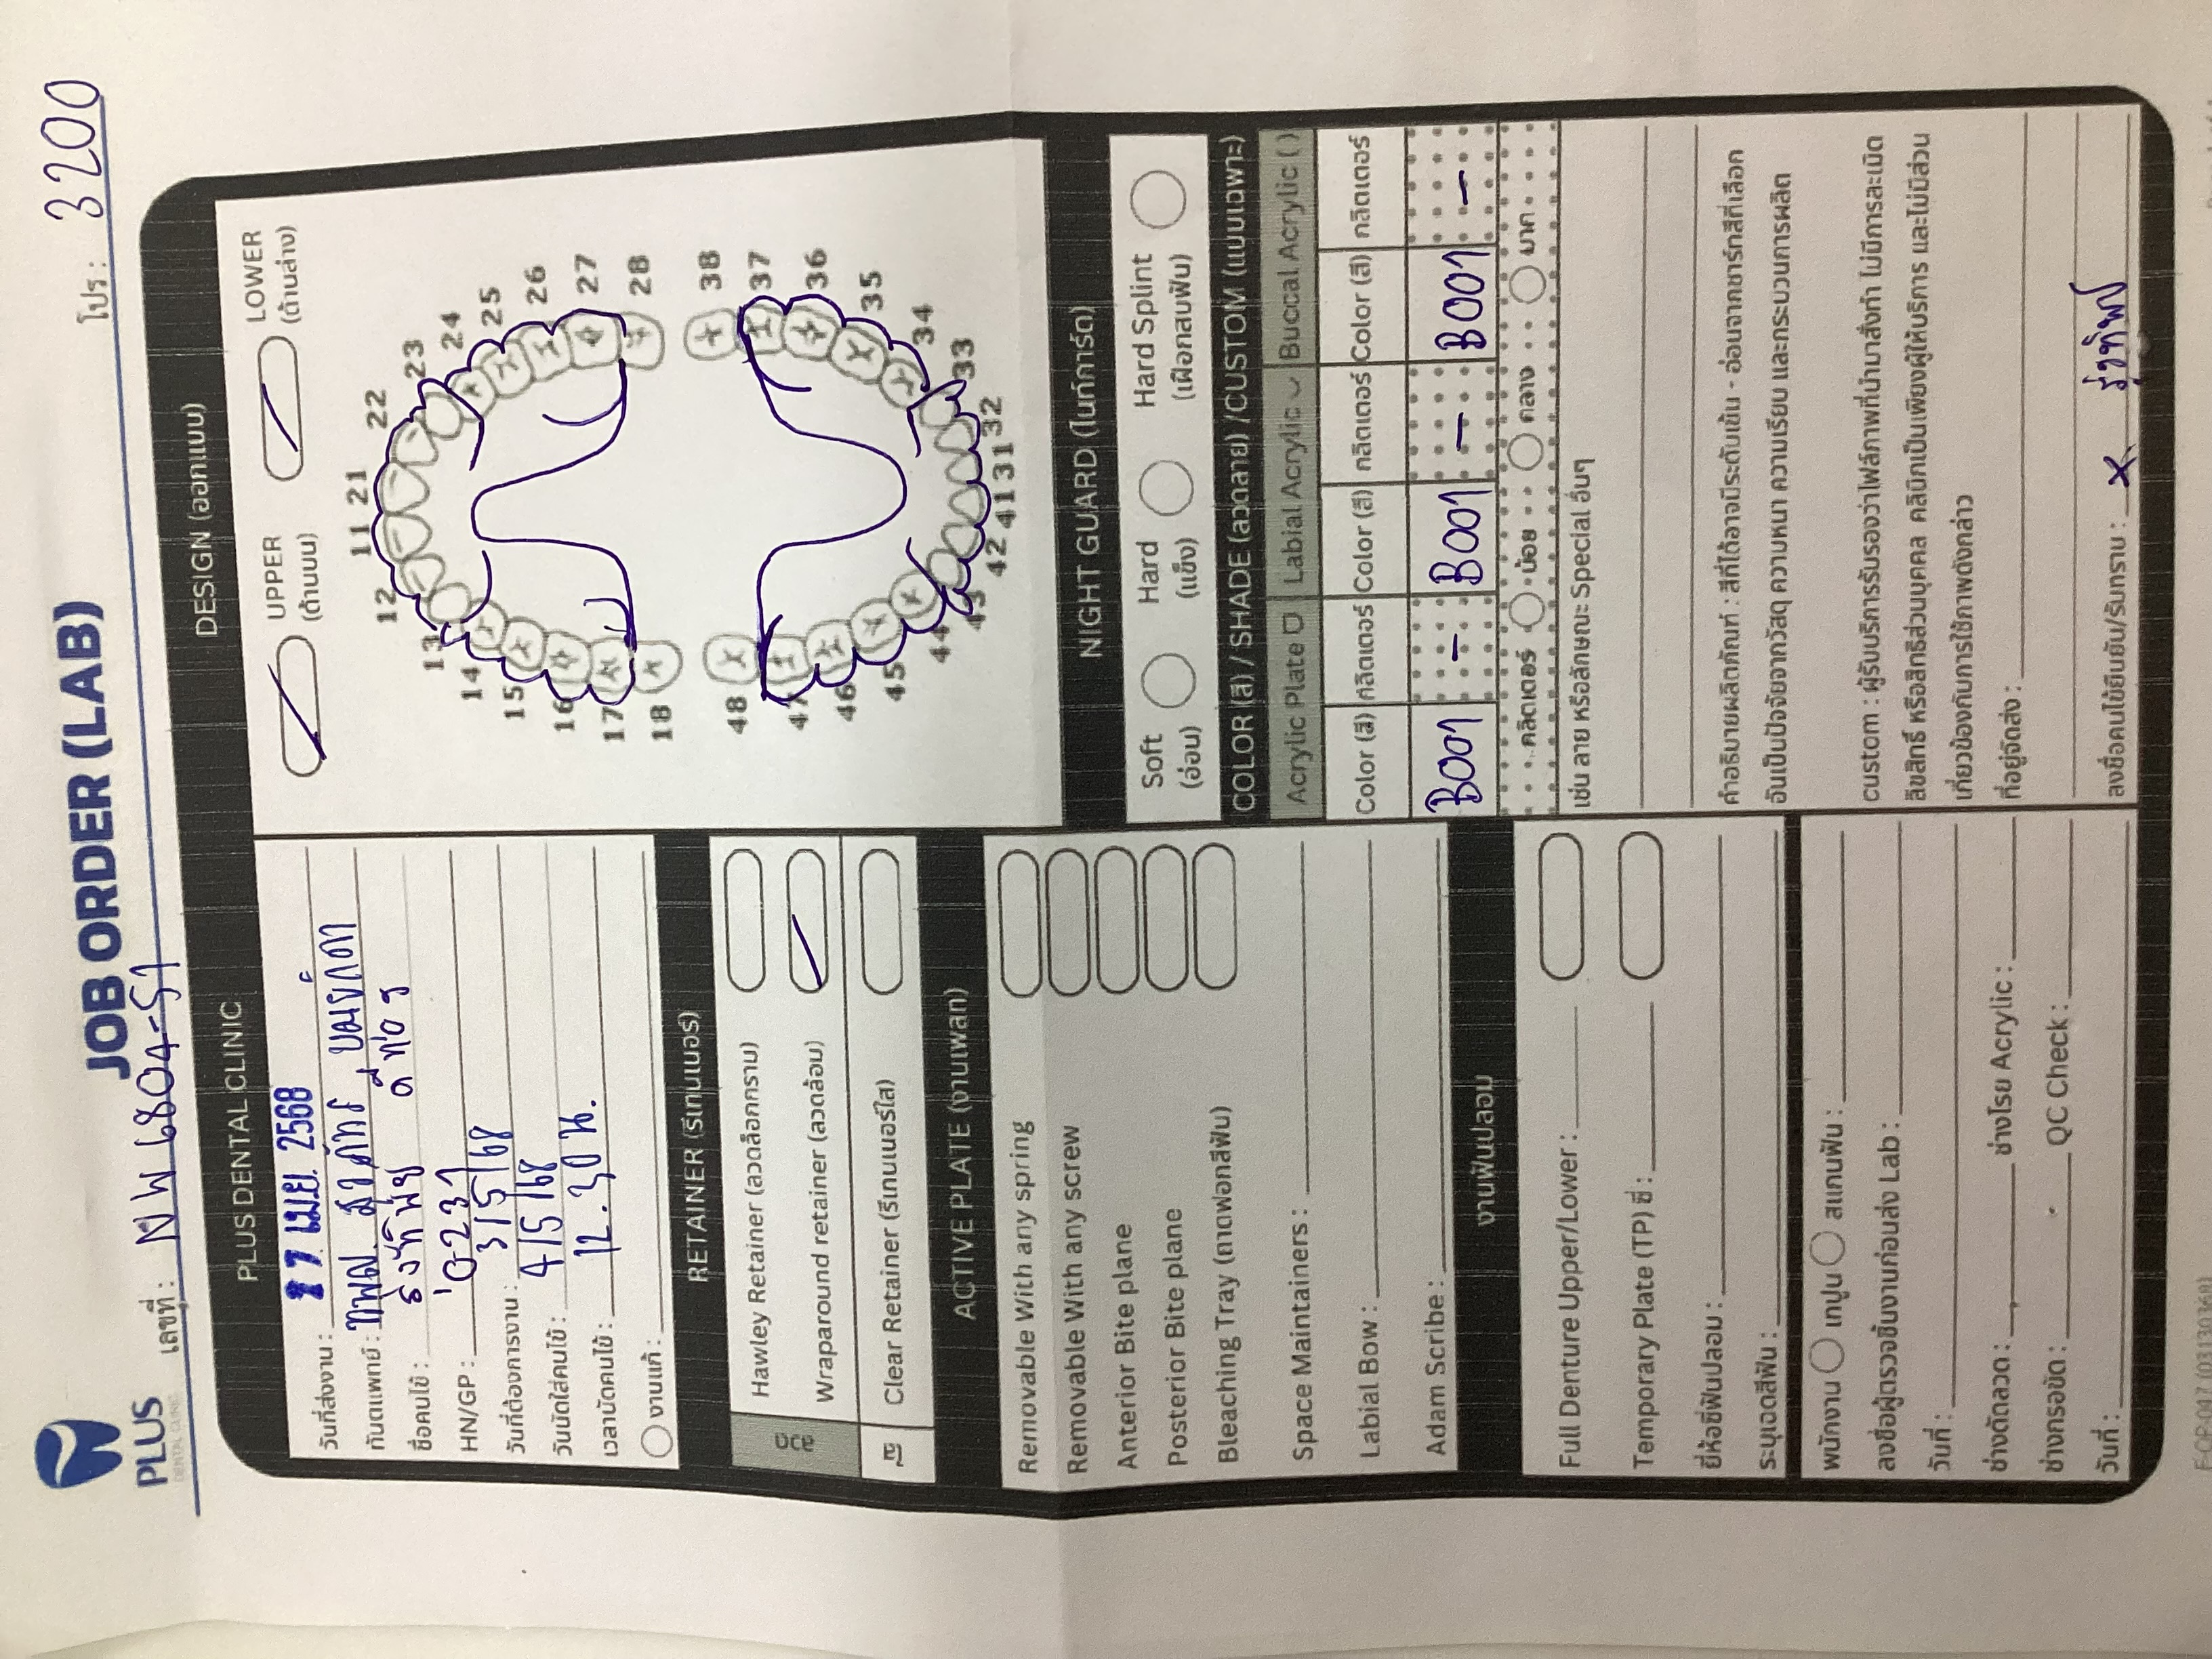 PLUS
DENTAL CLINIC
JOB ORDER (LAB)
โปร : 3200
เลขที่ : NW 6804-51
PLUS DENTAL CLINIC
วันที่ส่งงาน : 17 เม.ย. 2568
ทันตแพทย์ : ทพญ.
ชื่อคนไข้ :
HN/GP : 0231
วันที่ต้องการงาน : 3/5/68
วันนัดใส่คนไข้ : 4/5/68
เวลานัดคนไข้ : 12.30 น.
งานแก้ :
RETAINER (รีเทนเนอร์)
ลวด
Hawley Retainer (ลวดล็อกกราม)
Wraparound retainer (ลวดล้อม)
ใส
Clear Retainer (รีเทนเนอร์ใส)
ACTIVE PLATE (งานเพลท)
Removable With any spring
Removable With any screw
Anterior Bite plane
Posterior Bite plane
Bleaching Tray (ถาดฟอกสีฟัน)
Space Maintainers :
Labial Bow :
Adam Scribe :
งานฟันปลอม
Full Denture Upper/Lower :
Temporary Plate (TP) ซี่ :
ยี่ห้อซี่ฟันปลอม :
ระบุเฉดสีฟัน :
พนักงาน เทปูน สแกนฟัน :
ลงชื่อผู้ตรวจชิ้นงานก่อนส่ง Lab :
วันที่ :
ช่างดัดลวด : ช่างโรย Acrylic :
ช่างกรอขัด : QC Check :
วันที่ :
DESIGN (ออกแบบ)
UPPER
(ด้านบน)
LOWER
(ด้านล่าง)
11 21
12 22
13 23
14 24
15 25
16 26
17 27
18 28
48 38
47 37
46 36
45 35
44 34
43 33
42 41 31 32
NIGHT GUARD (ไนท์การ์ด)
Soft
(อ่อน)
Hard
(แข็ง)
Hard Splint
(เฝือกสบฟัน)
COLOR (สี) / SHADE (ลวดลาย) /CUSTOM (แบบเฉพาะ)
Acrylic Plate Labial Acrylic Buccal Acrylic ( )
Color (สี) กลิตเตอร์ Color (สี) กลิตเตอร์ Color (สี) กลิตเตอร์
B001 - B001 - B001 -
กลิตเตอร์ น้อย กลาง มาก
เช่น ลาย หรือลักษณะ Special อื่นๆ
คำอธิบายผลิตภัณฑ์ : สีที่ได้อาจมีระดับเข้ม - อ่อนจากชาร์ทสีที่เลือก
อันเป็นปัจจัยจากวัสดุ ความหนา ความเรียบ และกระบวนการผลิต
custom : ผู้รับบริการรับรองว่าไฟล์ภาพที่นำมาสั่งทำ ไม่มีการละเมิด
ลิขสิทธิ์ หรือสิทธิส่วนบุคคล คลินิกเป็นเพียงผู้ให้บริการ และไม่มีส่วน
เกี่ยวข้องกับการใช้ภาพดังกล่าว
ที่อยู่จัดส่ง :
ลงชื่อคนไข้ยืนยัน/รับทราบ : × รุ่งทิพย์